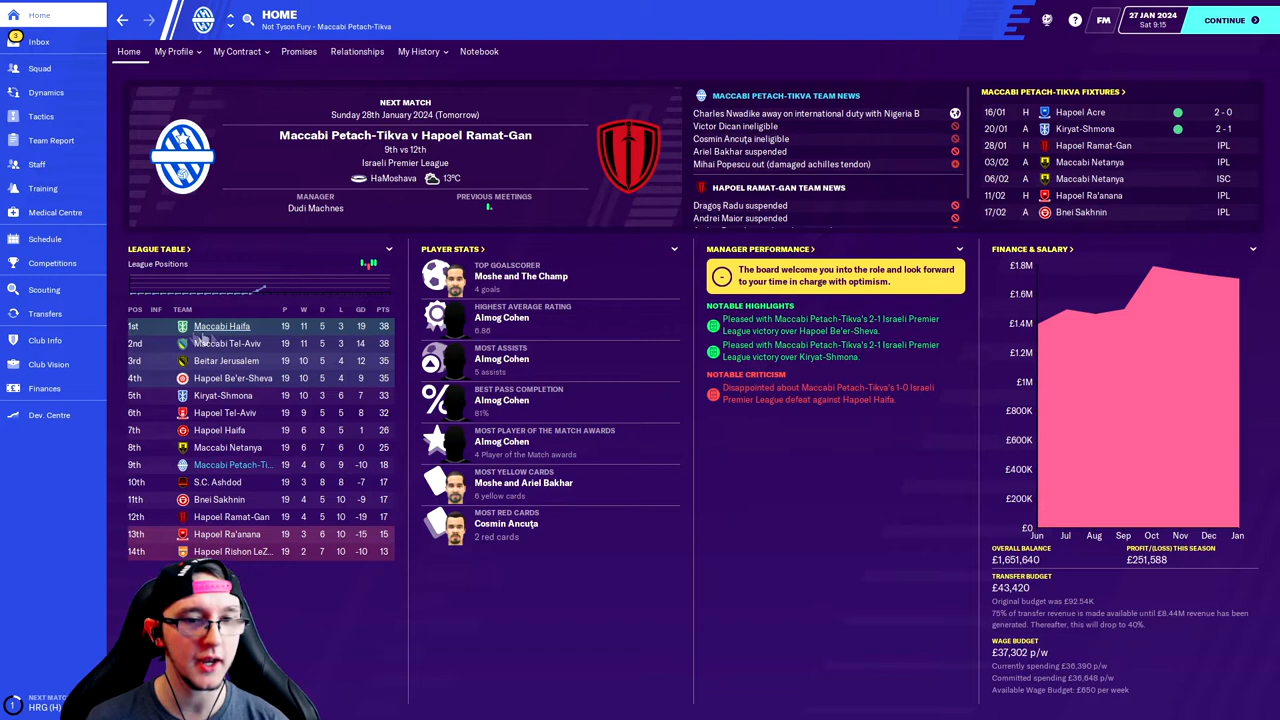 Home
3
Inbox
Squad
Dynamics
Tactics
Team Report
Staff
Training
Medical Centre
Schedule
Competitions
Scouting
Transfers
Club Info
Club Vision
Finances
Dev. Centre
1
NEXT MATC
HRG (H)
HOME
Not Tyson Fury - Maccabi Petach-Tikva
?
FM
27 JAN 2024
Sat 9:15
CONTINUE
Home My Profile My Contract Promises Relationships My History Notebook
NEXT MATCH
Sunday 28th January 2024 (Tomorrow)
Maccabi Petach-Tikva v Hapoel Ramat-Gan
9th vs 12th
Israeli Premier League
HaMoshava 13°C
MANAGER
Dudi Machnes
PREVIOUS MEETINGS
MACCABI PETACH-TIKVA TEAM NEWS
Charles Nwadike away on international duty with Nigeria B
Victor Dican ineligible
Cosmin Ancuţa ineligible
Ariel Bakhar suspended
Mihai Popescu out (damaged achilles tendon)
HAPOEL RAMAT-GAN TEAM NEWS
Dragoş Radu suspended
Andrei Maior suspended
MACCABI PETACH-TIKVA FIXTURES >
16/01 H Hapoel Acre 2 - 0
20/01 A Kiryat-Shmona 2 - 1
28/01 H Hapoel Ramat-Gan IPL
03/02 A Maccabi Netanya IPL
06/02 A Maccabi Netanya ISC
11/02 H Hapoel Ra'anana IPL
17/02 A Bnei Sakhnin IPL
LEAGUE TABLE >
League Positions
POS INF TEAM P W D L GD PTS
1st Maccabi Haifa 19 11 5 3 19 38
2nd Maccabi Tel-Aviv 19 11 5 3 14 38
3rd Beitar Jerusalem 19 10 5 4 12 35
4th Hapoel Be'er-Sheva 19 10 5 4 9 35
5th Kiryat-Shmona 19 10 3 6 7 33
6th Hapoel Tel-Aviv 19 9 5 5 8 32
7th Hapoel Haifa 19 6 8 5 1 26
8th Maccabi Netanya 19 6 7 6 0 25
9th Maccabi Petach-Ti... 19 4 6 9 -10 18
10th S.C. Ashdod 19 3 8 8 -7 17
11th Bnei Sakhnin 19 4 5 10 -9 17
12th Hapoel Ramat-Gan 19 4 5 10 -19 17
13th Hapoel Ra'anana 19 3 6 10 -15 15
14th Hapoel Rishon LeZ... 19 2 7 10 -10 13
PLAYER STATS >
TOP GOALSCORER
Moshe and The Champ
4 goals
HIGHEST AVERAGE RATING
Almog Cohen
6.86
MOST ASSISTS
Almog Cohen
5 assists
BEST PASS COMPLETION
Almog Cohen
81%
MOST PLAYER OF THE MATCH AWARDS
Almog Cohen
4 Player of the Match awards
MOST YELLOW CARDS
Moshe and Ariel Bakhar
6 yellow cards
MOST RED CARDS
Cosmin Ancuţa
2 red cards
MANAGER PERFORMANCE >
The board welcome you into the role and look forward
to your time in charge with optimism.
NOTABLE HIGHLIGHTS
Pleased with Maccabi Petach-Tikva's 2-1 Israeli Premier
League victory over Hapoel Be'er-Sheva.
Pleased with Maccabi Petach-Tikva's 2-1 Israeli Premier
League victory over Kiryat-Shmona.
NOTABLE CRITICISM
Disappointed about Maccabi Petach-Tikva's 1-0 Israeli
Premier League defeat against Hapoel Haifa.
FINANCE & SALARY >
£1.8M
£1.6M
£1.4M
£1.2M
£1M
£800K
£600K
£400K
£200K
£0
Jun Jul Aug Sep Oct Nov Dec Jan
OVERALL BALANCE
£1,651,640
PROFIT/(LOSS) THIS SEASON
£251,588
TRANSFER BUDGET
£43,420
Original budget was £92.54K
75% of transfer revenue is made available until £8.44M revenue has been
generated. Thereafter, this will drop to 40%.
WAGE BUDGET
£37,302 p/w
Currently spending £36,390 p/w
Committed spending £36,648 p/w
Available Wage Budget: £650 per week